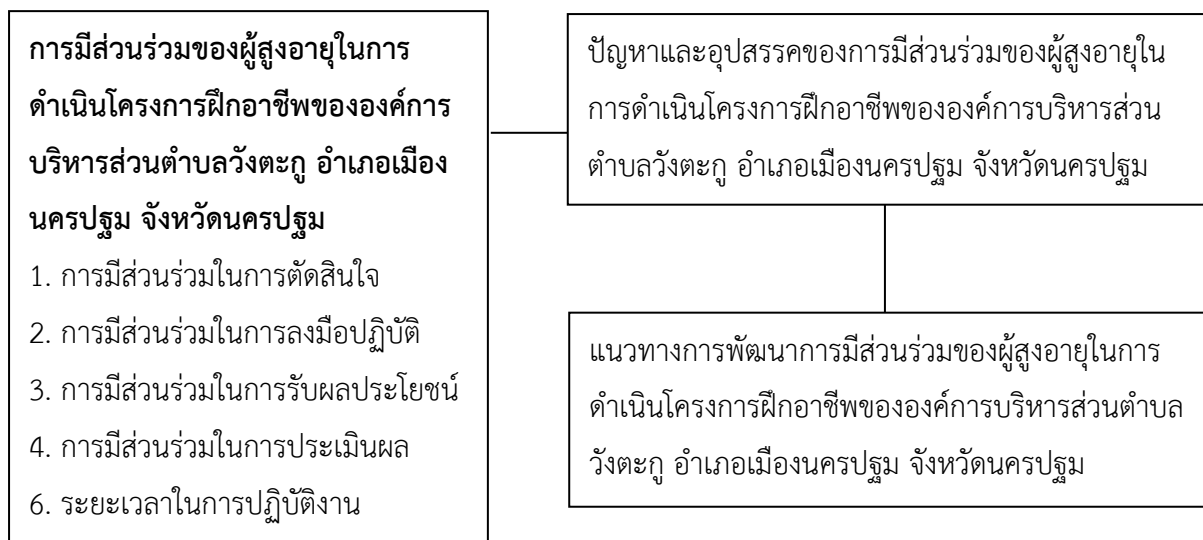 การมีส่วนร่วมของผู้สูงอายุในการ
ดำเนินโครงการฝึกอาชีพขององค์การ
บริหารส่วนตำบลวังตะกู อำเภอเมือง
นครปฐม จังหวัดนครปฐม
1. การมีส่วนร่วมในการตัดสินใจ
2. การมีส่วนร่วมในการลงมือปฏิบัติ
3. การมีส่วนร่วมในการรับผลประโยชน์
4. การมีส่วนร่วมในการประเมินผล
6. ระยะเวลาในการปฏิบัติงาน
ปัญหาและอุปสรรคของการมีส่วนร่วมของผู้สูงอายุใน
การดำเนินโครงการฝึกอาชีพขององค์การบริหารส่วน
ตำบลวังตะกู อำเภอเมืองนครปฐม จังหวัดนครปฐม
แนวทางการพัฒนาการมีส่วนร่วมของผู้สูงอายุในการ
ดำเนินโครงการฝึกอาชีพขององค์การบริหารส่วนตำบล
วังตะกู อำเภอเมืองนครปฐม จังหวัดนครปฐม